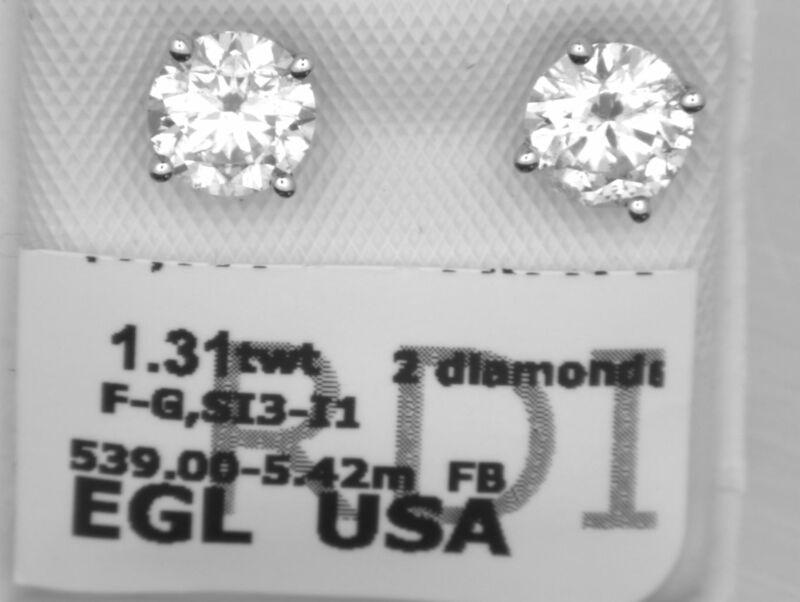 1.31twt 2 diamonds
F-G,SI3-I1
539.00-5.42m FB
EGL USA
RDI